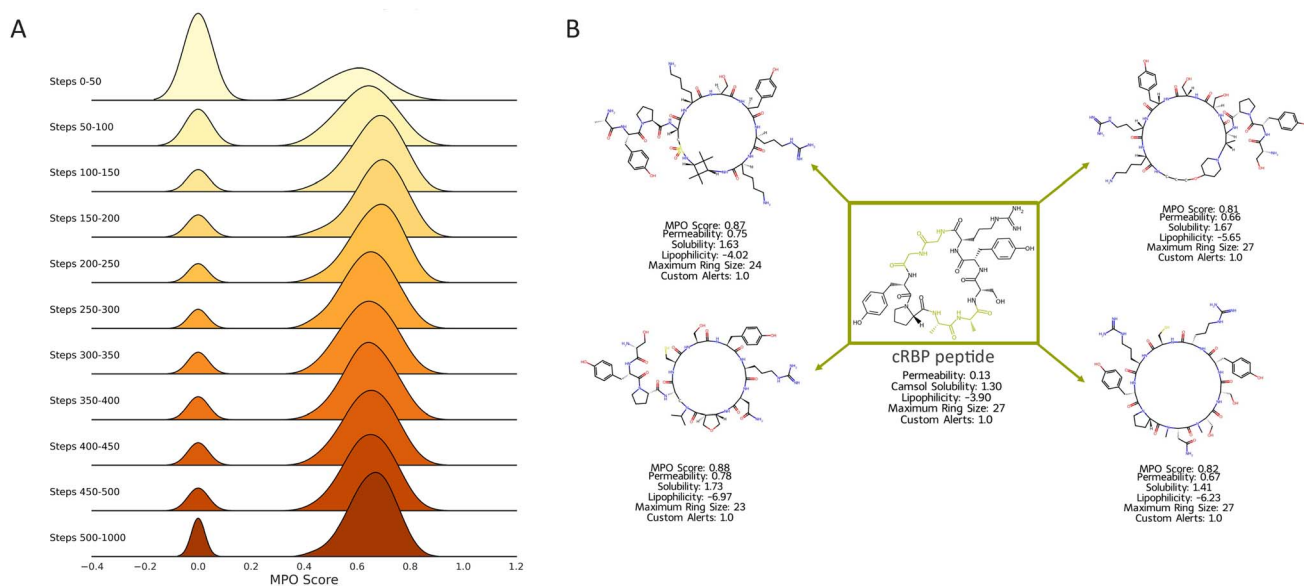 A
Steps 0-50
Steps 50-100
Steps 100-150
Steps 150-200
Steps 200-250
Steps 250-300
Steps 300-350
Steps 350-400
Steps 400-450
Steps 450-500
Steps 500-1000
−0.4 −0.2 0.0 0.2 0.4 0.6 0.8 1.0 1.2
MPO Score
B
MPO Score: 0.87
Permeability: 0.75
Solubility: 1.63
Lipophilicity: −4.02
Maximum Ring Size: 24
Custom Alerts: 1.0
MPO Score: 0.81
Permeability: 0.66
Solubility: 1.67
Lipophilicity: −5.65
Maximum Ring Size: 27
Custom Alerts: 1.0
cRBP peptide
Permeability: 0.13
Camsol Solubility: 1.30
Lipophilicity: −3.90
Maximum Ring Size: 27
Custom Alerts: 1.0
MPO Score: 0.88
Permeability: 0.78
Solubility: 1.73
Lipophilicity: −6.97
Maximum Ring Size: 23
Custom Alerts: 1.0
MPO Score: 0.82
Permeability: 0.67
Solubility: 1.41
Lipophilicity: −6.23
Maximum Ring Size: 27
Custom Alerts: 1.0